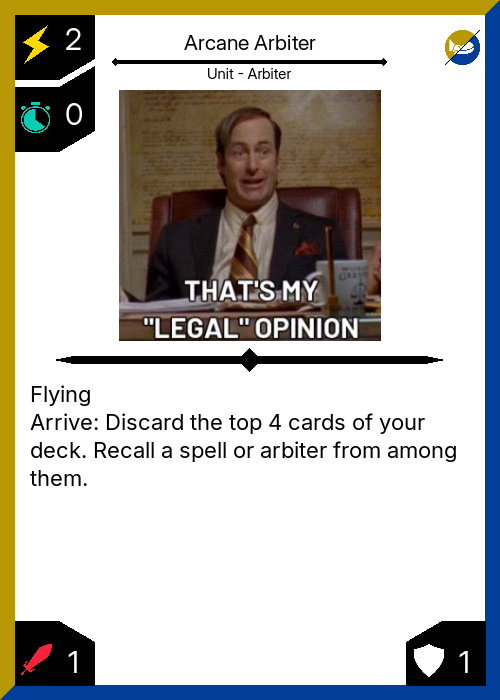 2
Arcane Arbiter
Unit - Arbiter
0
THAT'S MY
"LEGAL" OPINION
Flying
Arrive: Discard the top 4 cards of your
deck. Recall a spell or arbiter from among
them.
1
1